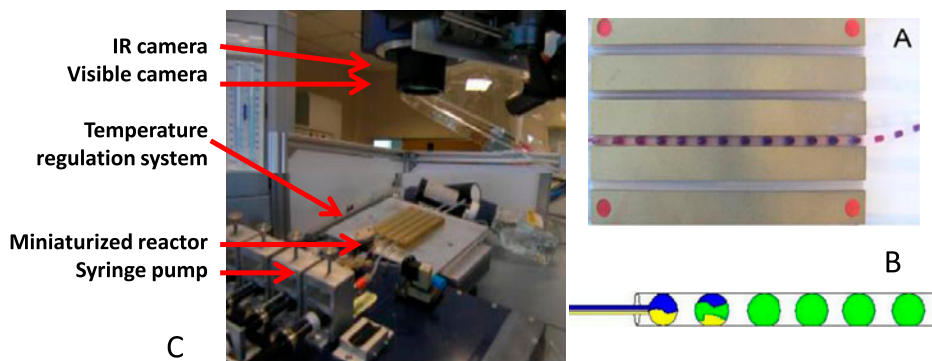 IR camera
Visible camera
Temperature
regulation system
Miniaturized reactor
Syringe pump
C
A
B